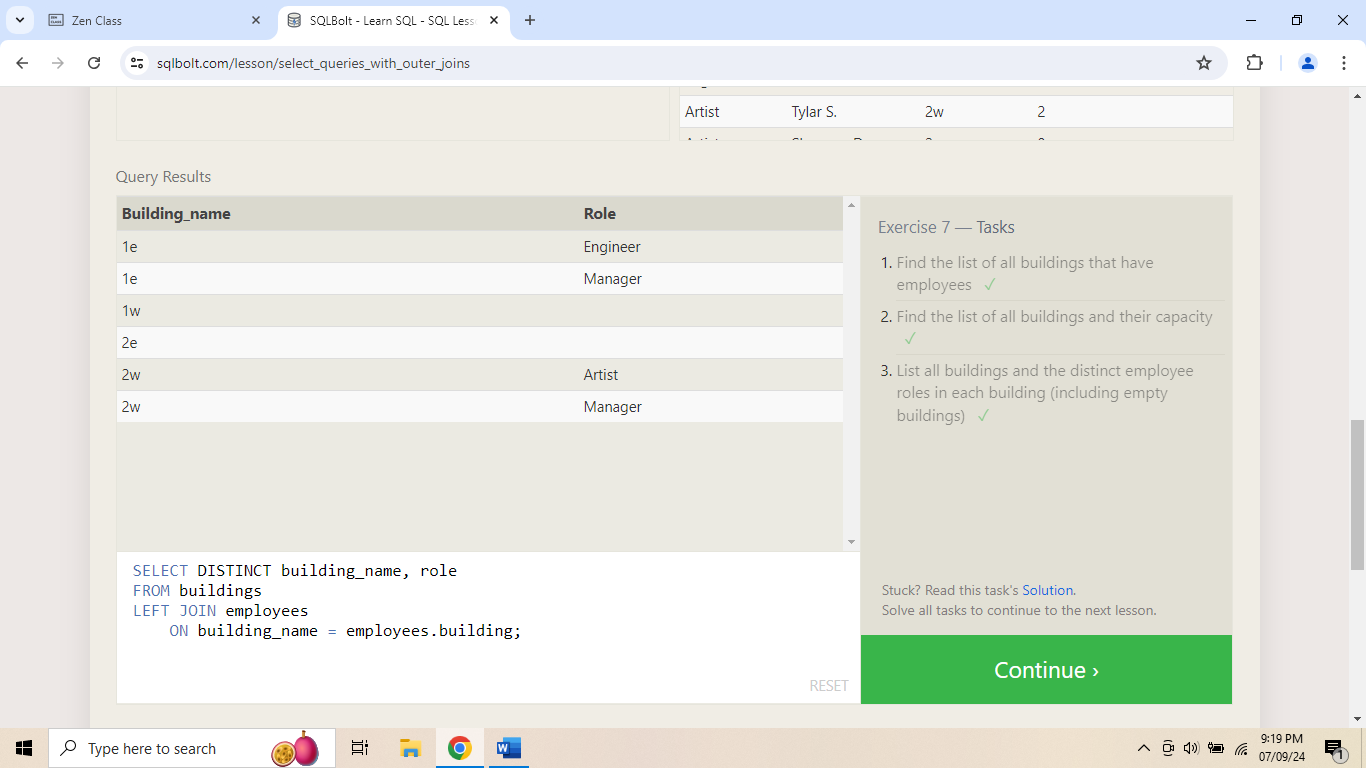 Zen Class
SQLBolt - Learn SQL - SQL Less
sqlbolt.com/lesson/select_queries_with_outer_joins
Artist Tylar S. 2w 2
Query Results
Building_name Role
1e Engineer
1e Manager
1w
2e
2w Artist
2w Manager
Exercise 7 — Tasks
1. Find the list of all buildings that have
employees ✓
2. Find the list of all buildings and their capacity
✓
3. List all buildings and the distinct employee
roles in each building (including empty
buildings) ✓
SELECT DISTINCT building_name, role
FROM buildings
LEFT JOIN employees
ON building_name = employees.building;
RESET
Stuck? Read this task's Solution.
Solve all tasks to continue to the next lesson.
Continue ›
Type here to search
9:19 PM
07/09/24
1